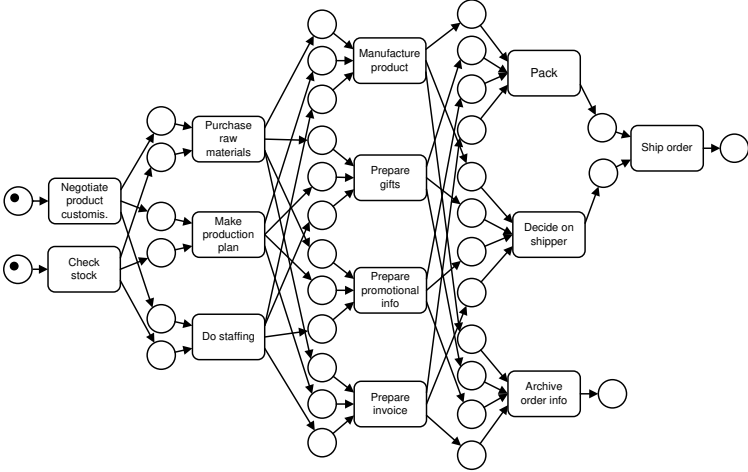 Negotiate
product
customis.
Check
stock
Purchase
raw
materials
Make
production
plan
Do staffing
Manufacture
product
Prepare
gifts
Prepare
promotional
info
Prepare
invoice
Pack
Decide on
shipper
Archive
order info
Ship order